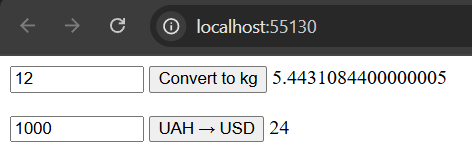 localhost:55130
12 Convert to kg 5.4431084400000005
1000 UAH → USD 24